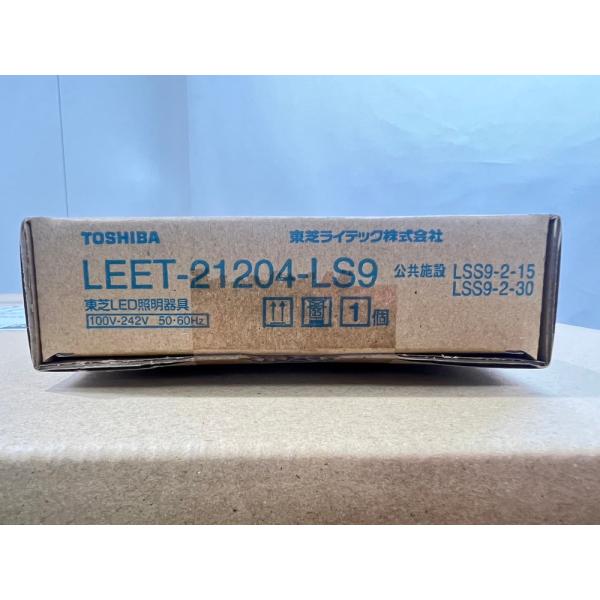 TOSHIBA 東芝ライテック株式会社
LEET-21204-LS9 公共施設 LSS9-2-15
LSS9-2-30
東芝LED照明器具
100V-242V 50・60Hz
1個